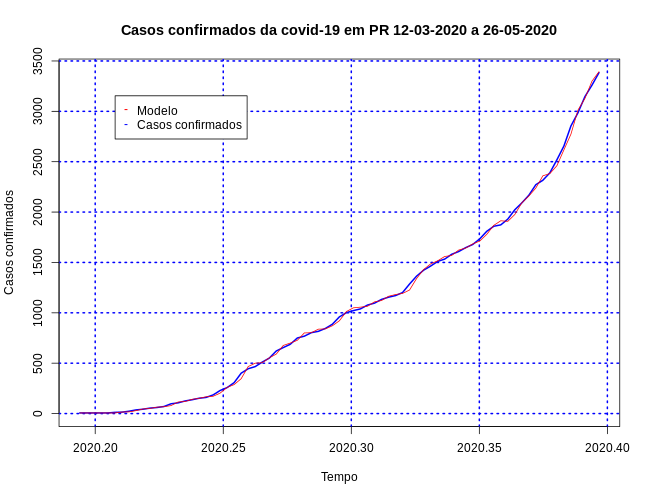 Casos confirmados da covid-19 em PR 12-03-2020 a 26-05-2020
Casos confirmados
3500
3000
2500
2000
1500
1000
500
0
Modelo
Casos confirmados
2020.20 2020.25 2020.30 2020.35 2020.40
Tempo